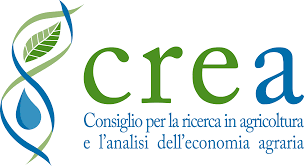 crea
Consiglio per la ricerca in agricoltura
e l'analisi dell'economia agraria